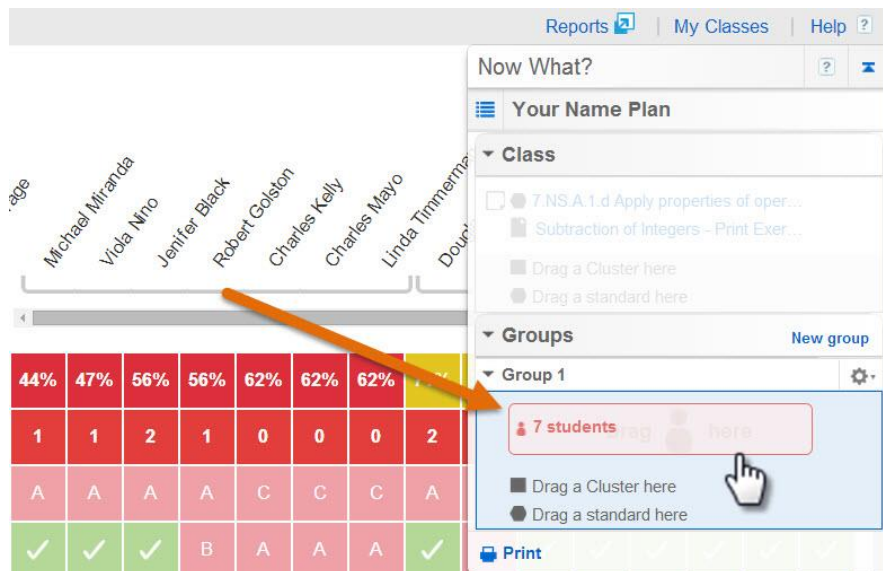 Reports | My Classes | Help ?
Now What? ?
Your Name Plan
Class
7.NS.A.1.d Apply properties of oper...
Subtraction of Integers - Print Exer...
Drag a Cluster here
Drag a standard here
Groups New group
Group 1
7 students
Drag here
Drag a Cluster here
Drag a standard here
Print
Michael Miranda
Viola Nino
Jenifer Black
Robert Golston
Charles Kelly
Charles Mayo
Linda
44% 47% 56% 56% 62% 62% 62%
1 1 2 1 0 0 0 2
A A A A C C C A
B A A A